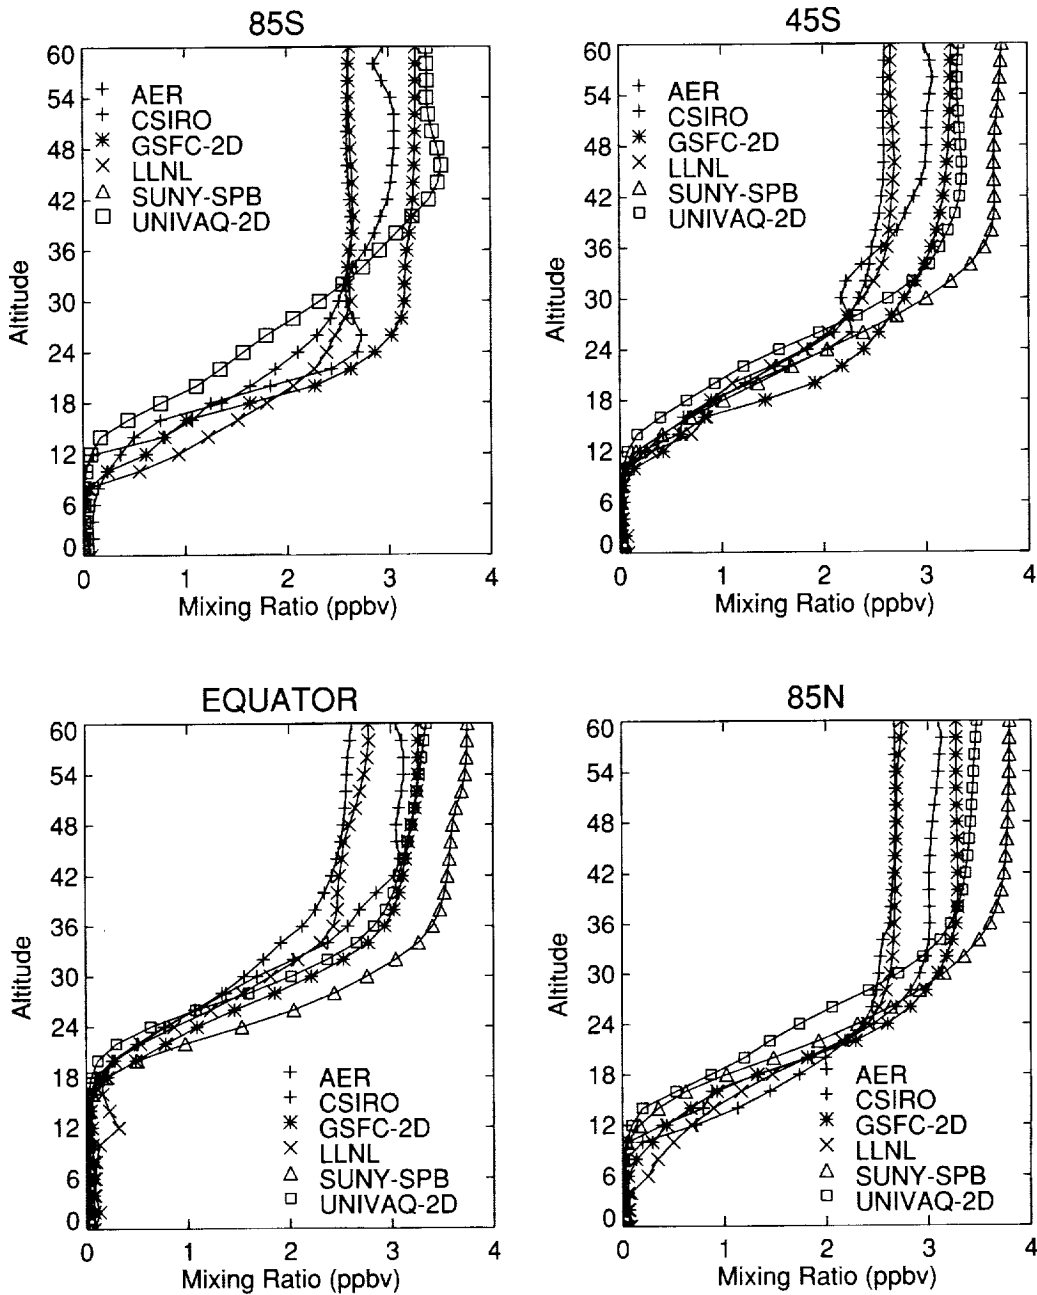 85S
60
54
48
42
36
30
24
18
12
6
0
Altitude
AER
CSIRO
GSFC-2D
LLNL
SUNY-SPB
UNIVAQ-2D
0 1 2 3 4
Mixing Ratio (ppbv)
45S
60
54
48
42
36
30
24
18
12
6
0
Altitude
AER
CSIRO
GSFC-2D
LLNL
SUNY-SPB
UNIVAQ-2D
0 1 2 3 4
Mixing Ratio (ppbv)
EQUATOR
60
54
48
42
36
30
24
18
12
6
0
Altitude
AER
CSIRO
GSFC-2D
LLNL
SUNY-SPB
UNIVAQ-2D
0 1 2 3 4
Mixing Ratio (ppbv)
85N
60
54
48
42
36
30
24
18
12
6
0
Altitude
AER
CSIRO
GSFC-2D
LLNL
SUNY-SPB
UNIVAQ-2D
0 1 2 3 4
Mixing Ratio (ppbv)